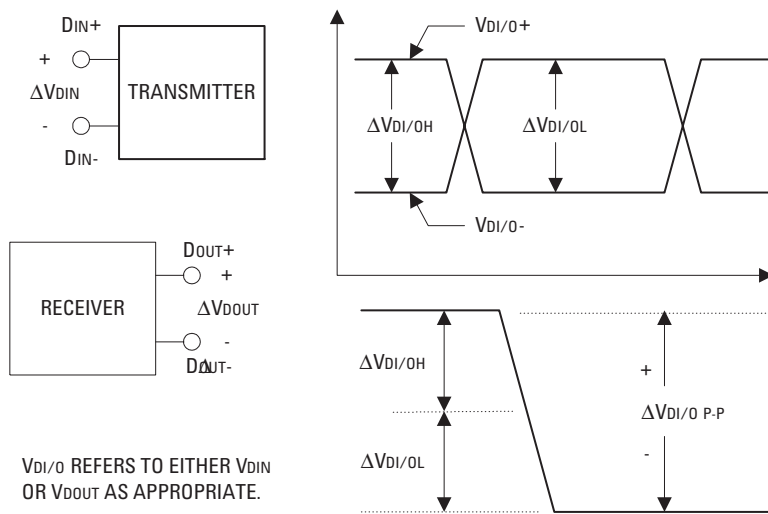 DIN+
+
ΔVDIN
-
DIN-
TRANSMITTER
RECEIVER
DOUT+
+
ΔVDOUT
-
VDI/O REFERS TO EITHER VDIN
OR VDOUT AS APPROPRIATE.
VDI/O+
ΔVDI/OH
ΔVDI/OL
VDI/O-
ΔVDI/OH
ΔVDI/OL
+
ΔVDI/O P-P
-